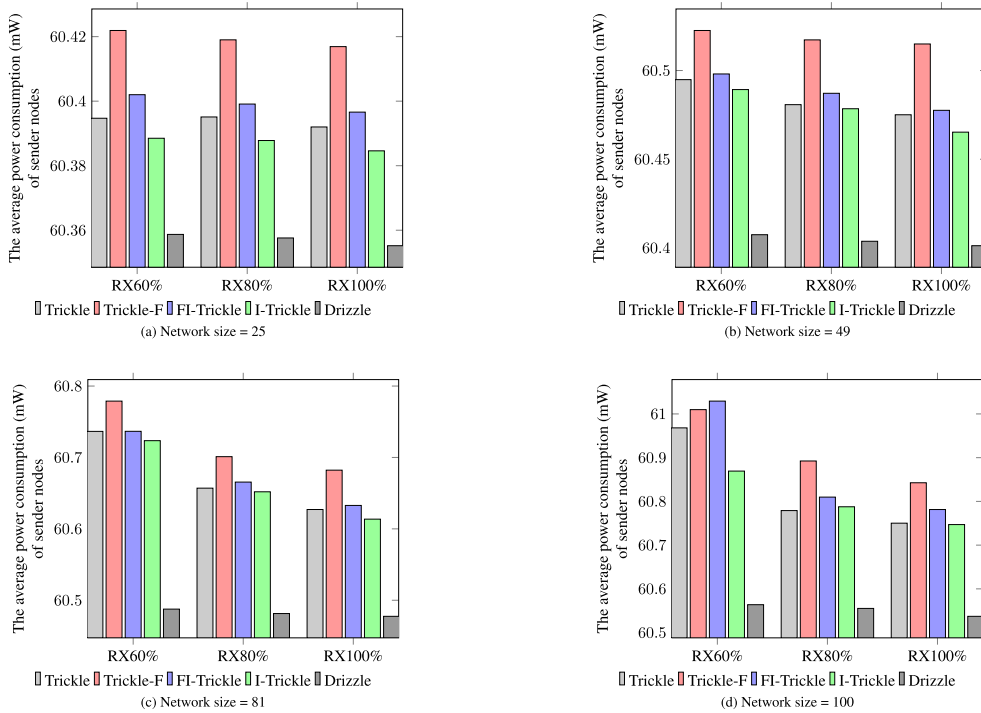 The average power consumption (mW)
of sender nodes
60.42
60.4
60.38
60.36
RX60% RX80% RX100%
Trickle Trickle-F FI-Trickle I-Trickle Drizzle
(a) Network size = 25
The average power consumption (mW)
of sender nodes
60.5
60.45
60.4
RX60% RX80% RX100%
Trickle Trickle-F FI-Trickle I-Trickle Drizzle
(b) Network size = 49
The average power consumption (mW)
of sender nodes
60.8
60.7
60.6
60.5
RX60% RX80% RX100%
Trickle Trickle-F FI-Trickle I-Trickle Drizzle
(c) Network size = 81
The average power consumption (mW)
of sender nodes
61
60.9
60.8
60.7
60.6
60.5
RX60% RX80% RX100%
Trickle Trickle-F FI-Trickle I-Trickle Drizzle
(d) Network size = 100